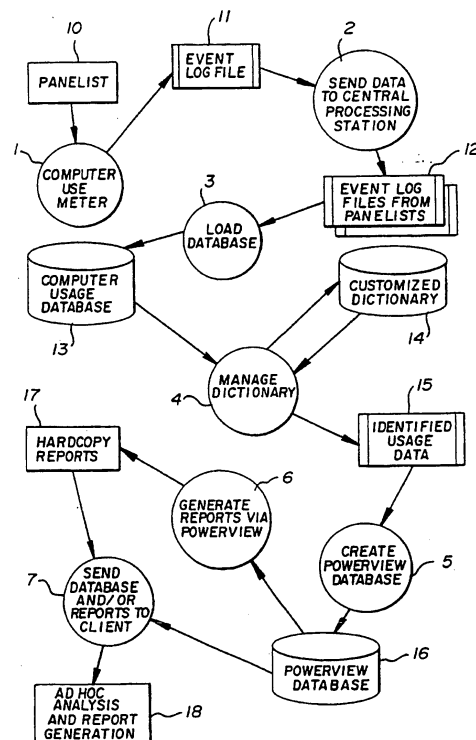 10
PANELIST
11
EVENT
LOG FILE
2
SEND DATA
TO CENTRAL
PROCESSING
STATION
1
COMPUTER
USE
METER
12
EVENT LOG
FILES FROM
PANELISTS
3
LOAD
DATABASE
COMPUTER
USAGE
DATABASE
13
CUSTOMIZED
DICTIONARY
14
MANAGE
DICTIONARY
4
15
IDENTIFIED
USAGE
DATA
17
HARDCOPY
REPORTS
6
GENERATE
REPORTS VIA
POWERVIEW
CREATE
POWERVIEW
DATABASE
5
7
SEND
DATABASE
AND/OR
REPORTS TO
CLIENT
POWERVIEW
DATABASE
16
AD HOC
ANALYSIS
AND REPORT
GENERATION
18